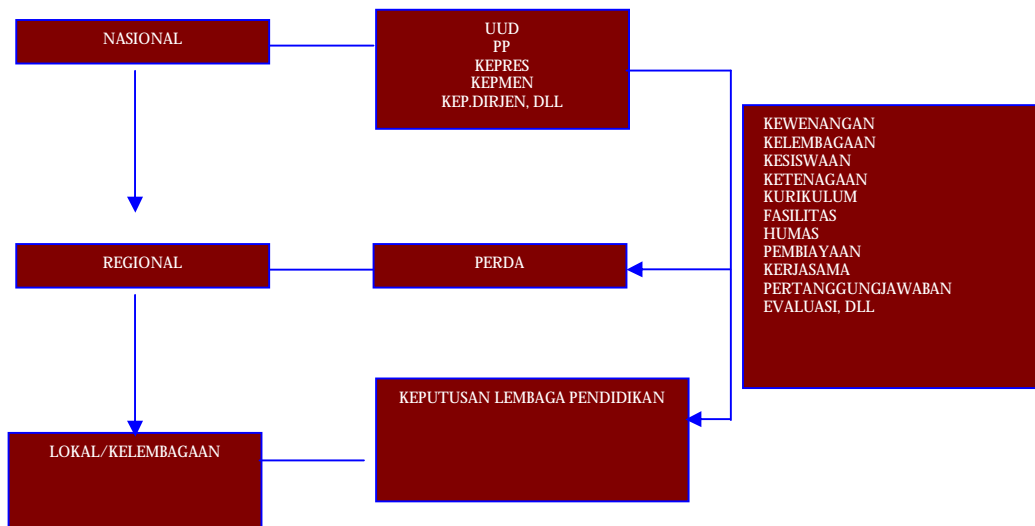 NASIONAL
UUD
PP
KEPRES
KEPMEN
KEP.DIRJEN, DLL
KEWENANGAN
KELEMBAGAAN
KESISWAAN
KETENAGAAN
KURIKULUM
FASILITAS
HUMAS
PEMBIAYAAN
KERJASAMA
PERTANGGUNGJAWABAN
EVALUASI, DLL
REGIONAL
PERDA
KEPUTUSAN LEMBAGA PENDIDIKAN
LOKAL/KELEMBAGAAN